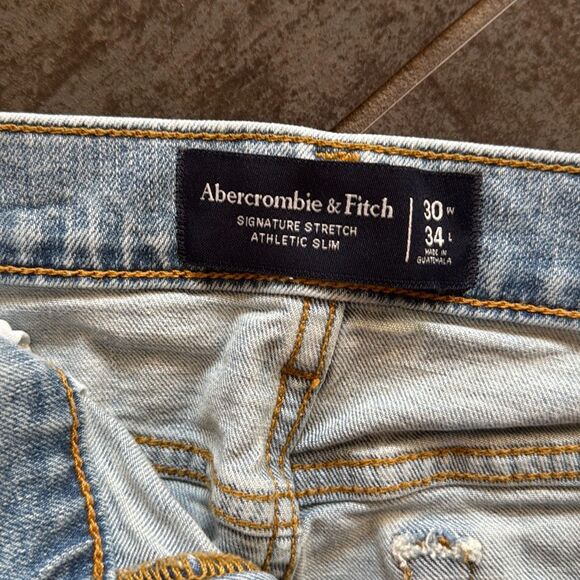 Abercrombie & Fitch
SIGNATURE STRETCH
ATHLETIC SLIM
30 W
34 L
MADE IN
GUATEMALA